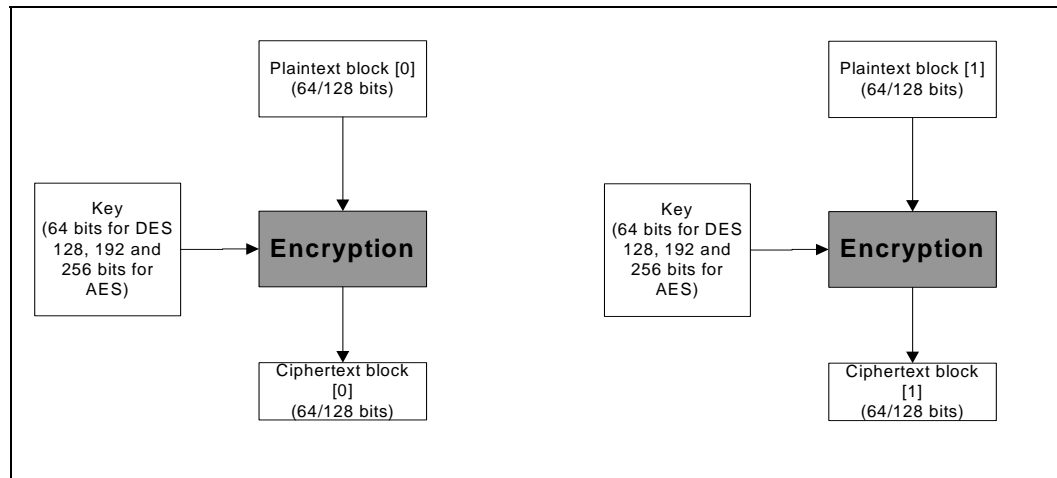 Plaintext block [0]
(64/128 bits)
Key
(64 bits for DES
128, 192 and
256 bits for
AES)
Encryption
Ciphertext block
[0]
(64/128 bits)
Plaintext block [1]
(64/128 bits)
Key
(64 bits for DES
128, 192 and
256 bits for
AES)
Encryption
Ciphertext block
[1]
(64/128 bits)